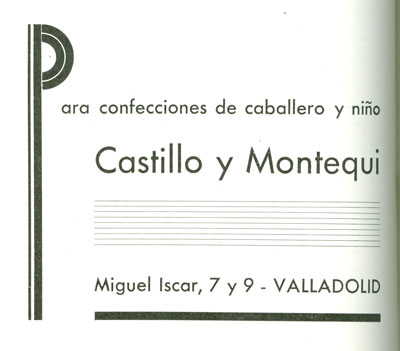 Para confecciones de caballero y niño
Castillo y Montequi
Miguel Iscar, 7 y 9 - VALLADOLID